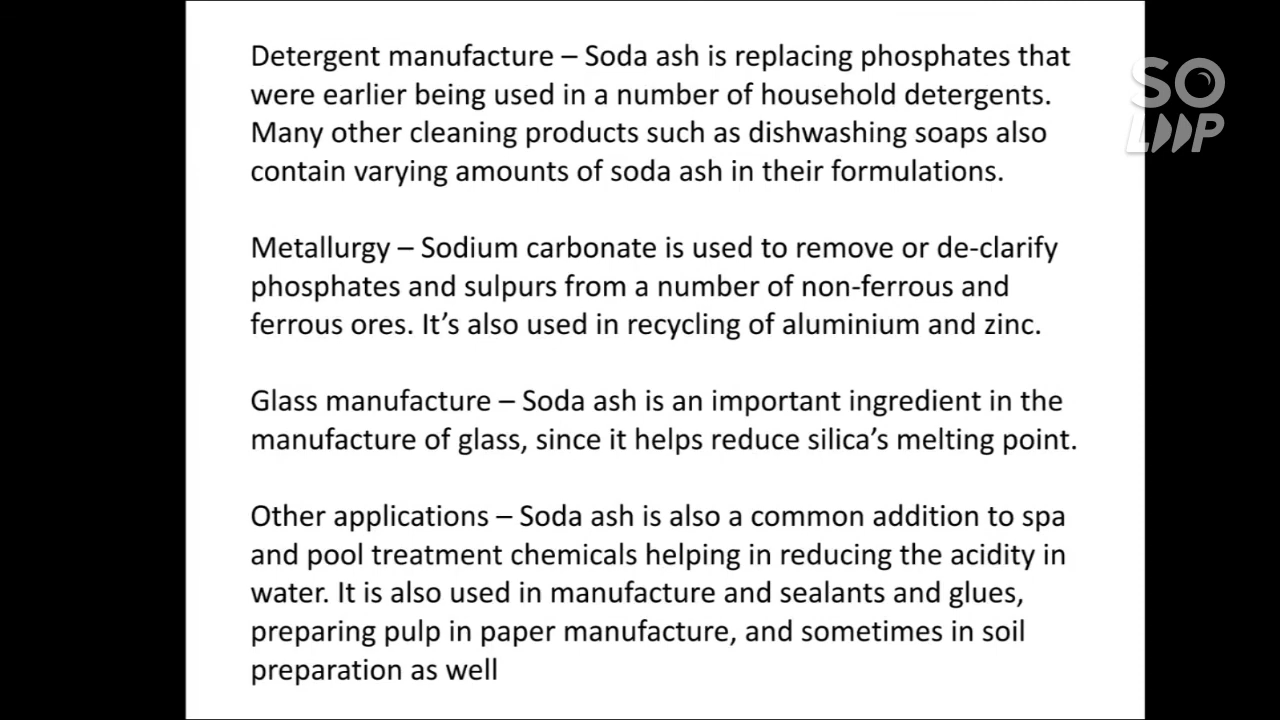 Detergent manufacture – Soda ash is replacing phosphates that
were earlier being used in a number of household detergents.
Many other cleaning products such as dishwashing soaps also
contain varying amounts of soda ash in their formulations.
Metallurgy – Sodium carbonate is used to remove or de-clarify
phosphates and sulpurs from a number of non-ferrous and
ferrous ores. It’s also used in recycling of aluminium and zinc.
Glass manufacture – Soda ash is an important ingredient in the
manufacture of glass, since it helps reduce silica’s melting point.
Other applications – Soda ash is also a common addition to spa
and pool treatment chemicals helping in reducing the acidity in
water. It is also used in manufacture and sealants and glues,
preparing pulp in paper manufacture, and sometimes in soil
preparation as well
SO
LOOP